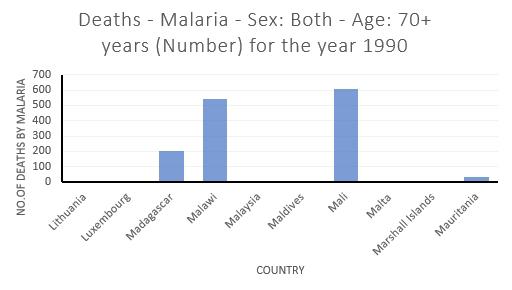 Deaths - Malaria - Sex: Both - Age: 70+
years (Number) for the year 1990
NO.OF DEATHS BY MALARIA
700
600
500
400
300
200
100
0
Lithuania
Luxembourg
Madagascar
Malawi
Malaysia
Maldives
Mali
Malta
Marshall Islands
Mauritania
COUNTRY